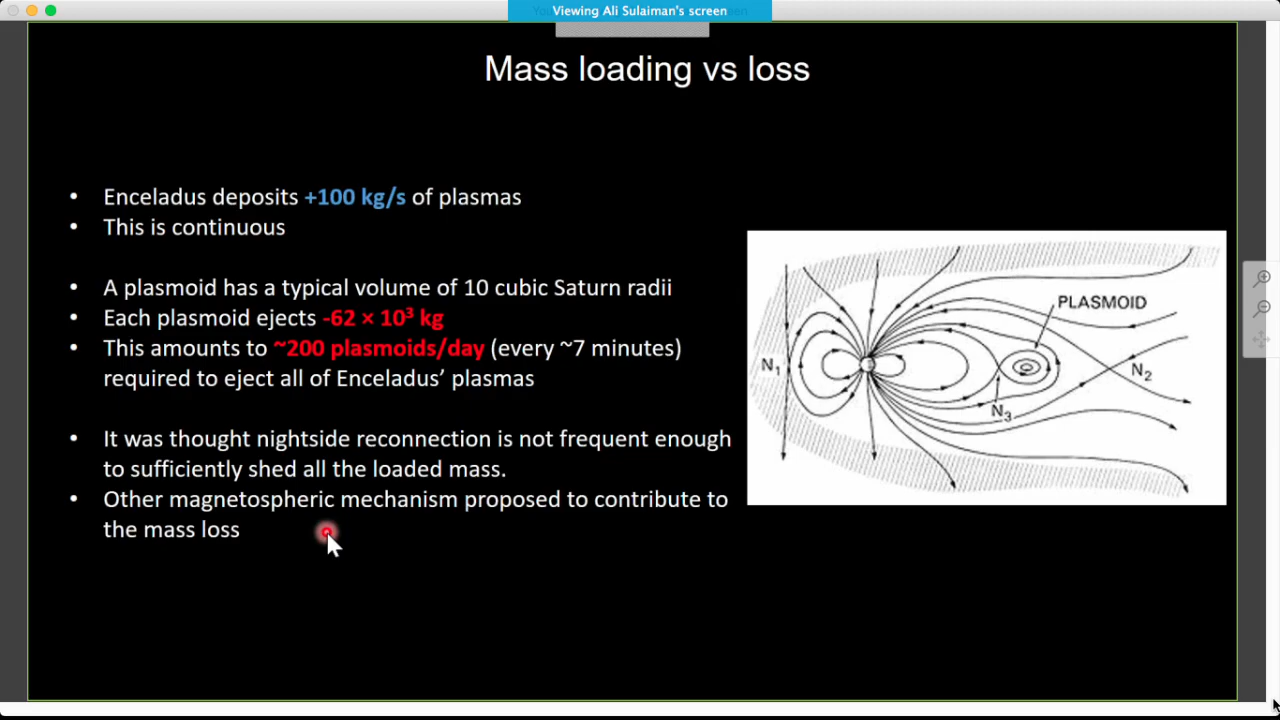 Viewing Ali Sulaiman's screen
Mass loading vs loss
• Enceladus deposits +100 kg/s of plasmas
• This is continuous
• A plasmoid has a typical volume of 10 cubic Saturn radii
• Each plasmoid ejects -62 × 10³ kg
• This amounts to ~200 plasmoids/day (every ~7 minutes)
required to eject all of Enceladus' plasmas
• It was thought nightside reconnection is not frequent enough
to sufficiently shed all the loaded mass.
• Other magnetospheric mechanism proposed to contribute to
the mass loss
PLASMOID
N₁
N₂
N₃